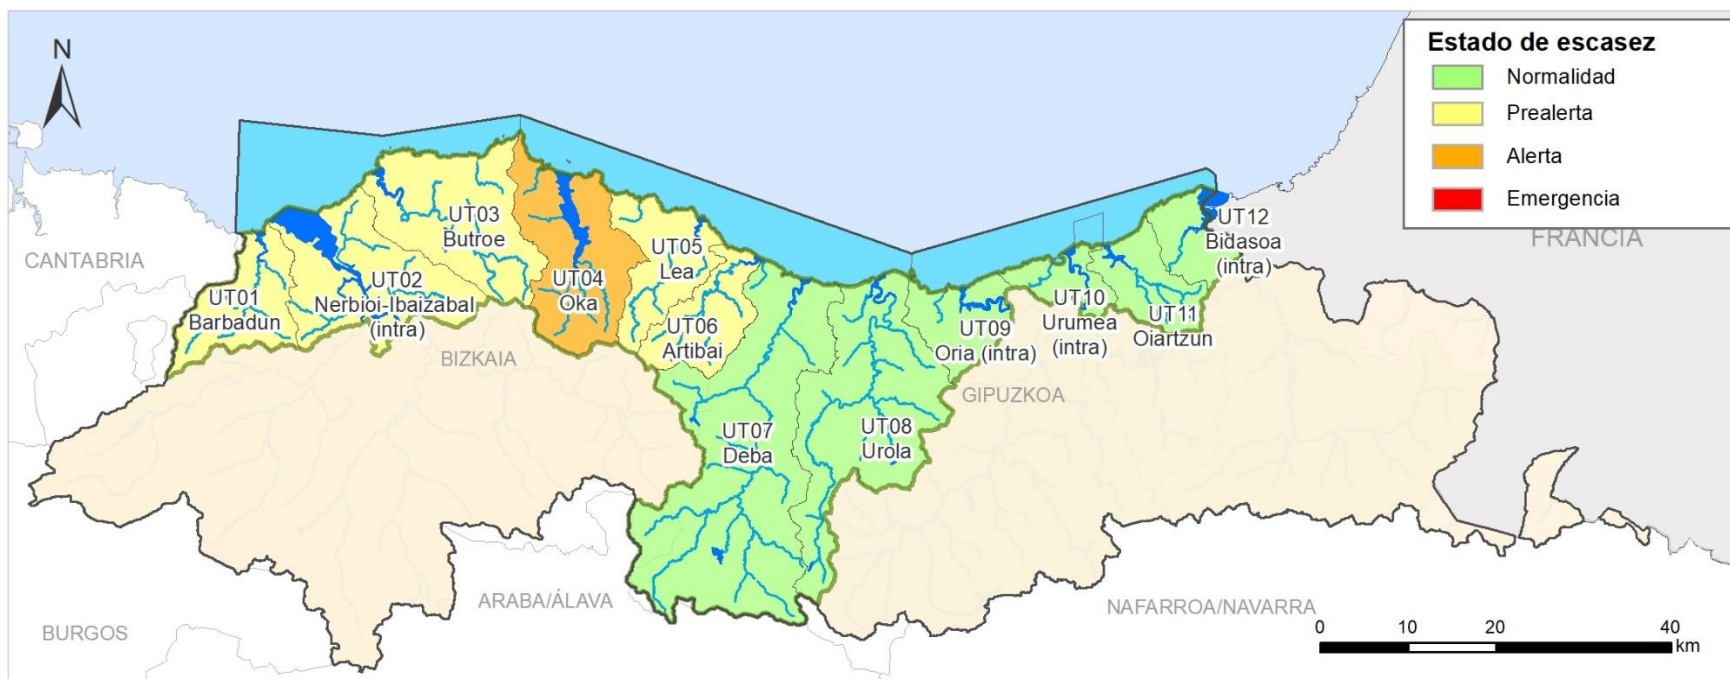 N
Estado de escasez
Normalidad
Prealerta
Alerta
Emergencia
FRANCIA
CANTABRIA
UT01
Barbadun
UT02
Nerbioi-Ibaizabal
(intra)
UT03
Butroe
UT04
Oka
UT05
Lea
UT06
Artibai
UT07
Deba
UT08
Urola
UT09
Oria (intra)
UT10
Urumea
(intra)
UT11
Oiartzun
UT12
Bidasoa
(intra)
BIZKAIA
GIPUZKOA
ARABA/ÁLAVA
NAFARROA/NAVARRA
BURGOS
0 10 20 40
km